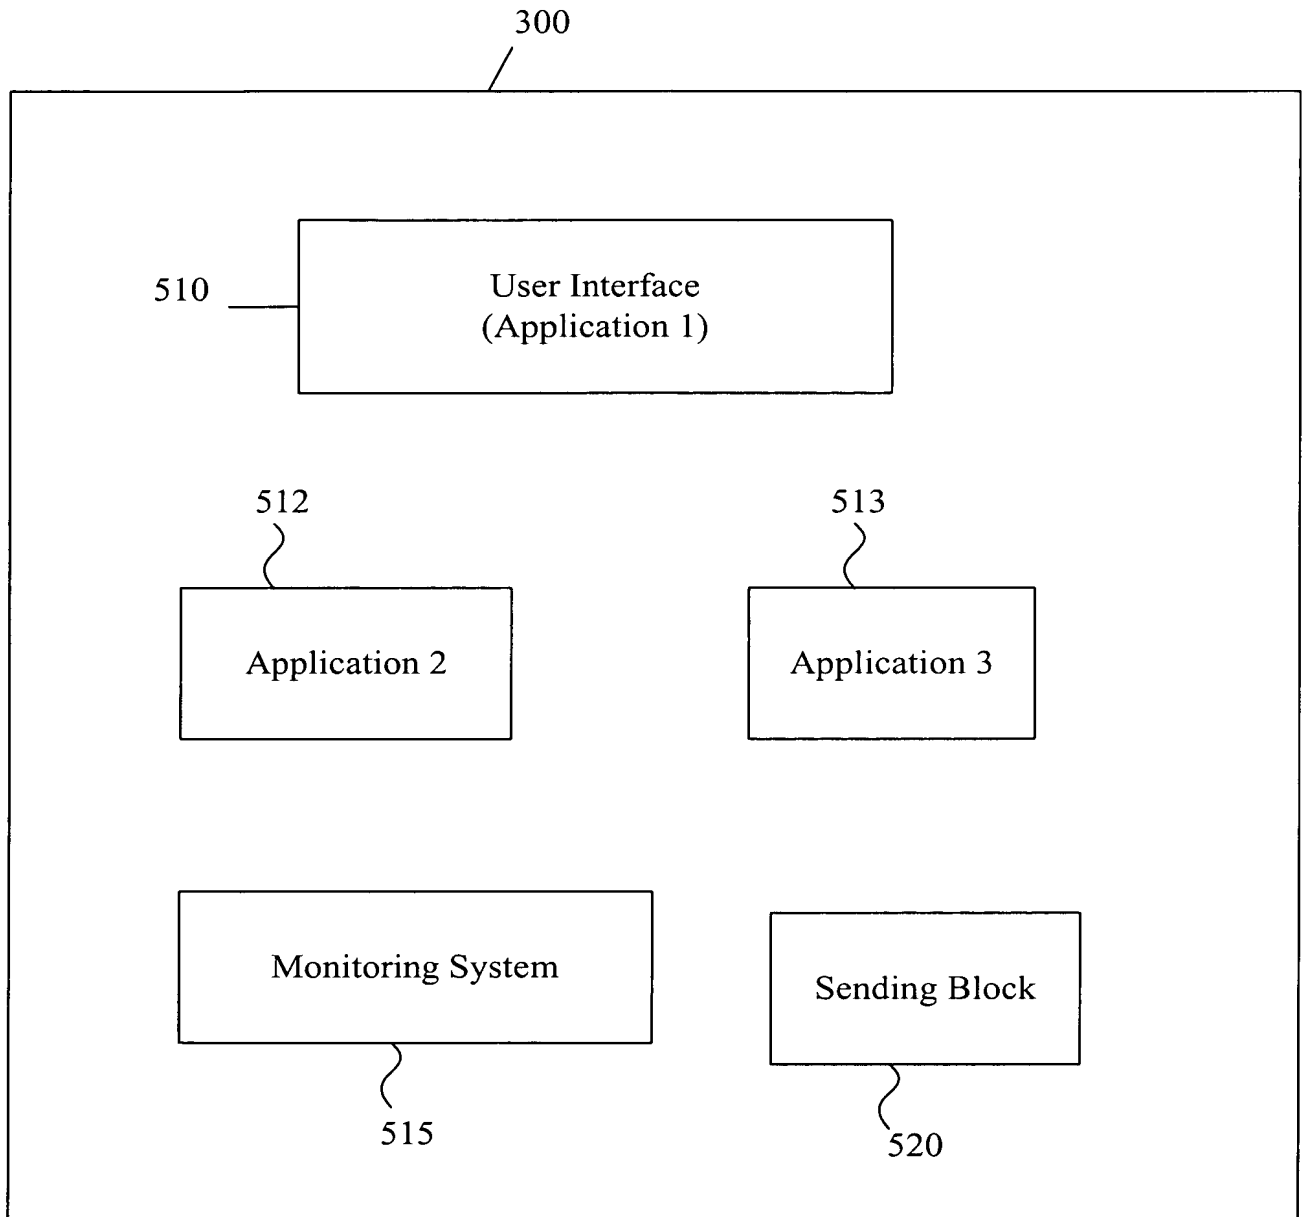 300
510
User Interface
(Application 1)
512
513
Application 2
Application 3
Monitoring System
Sending Block
515
520